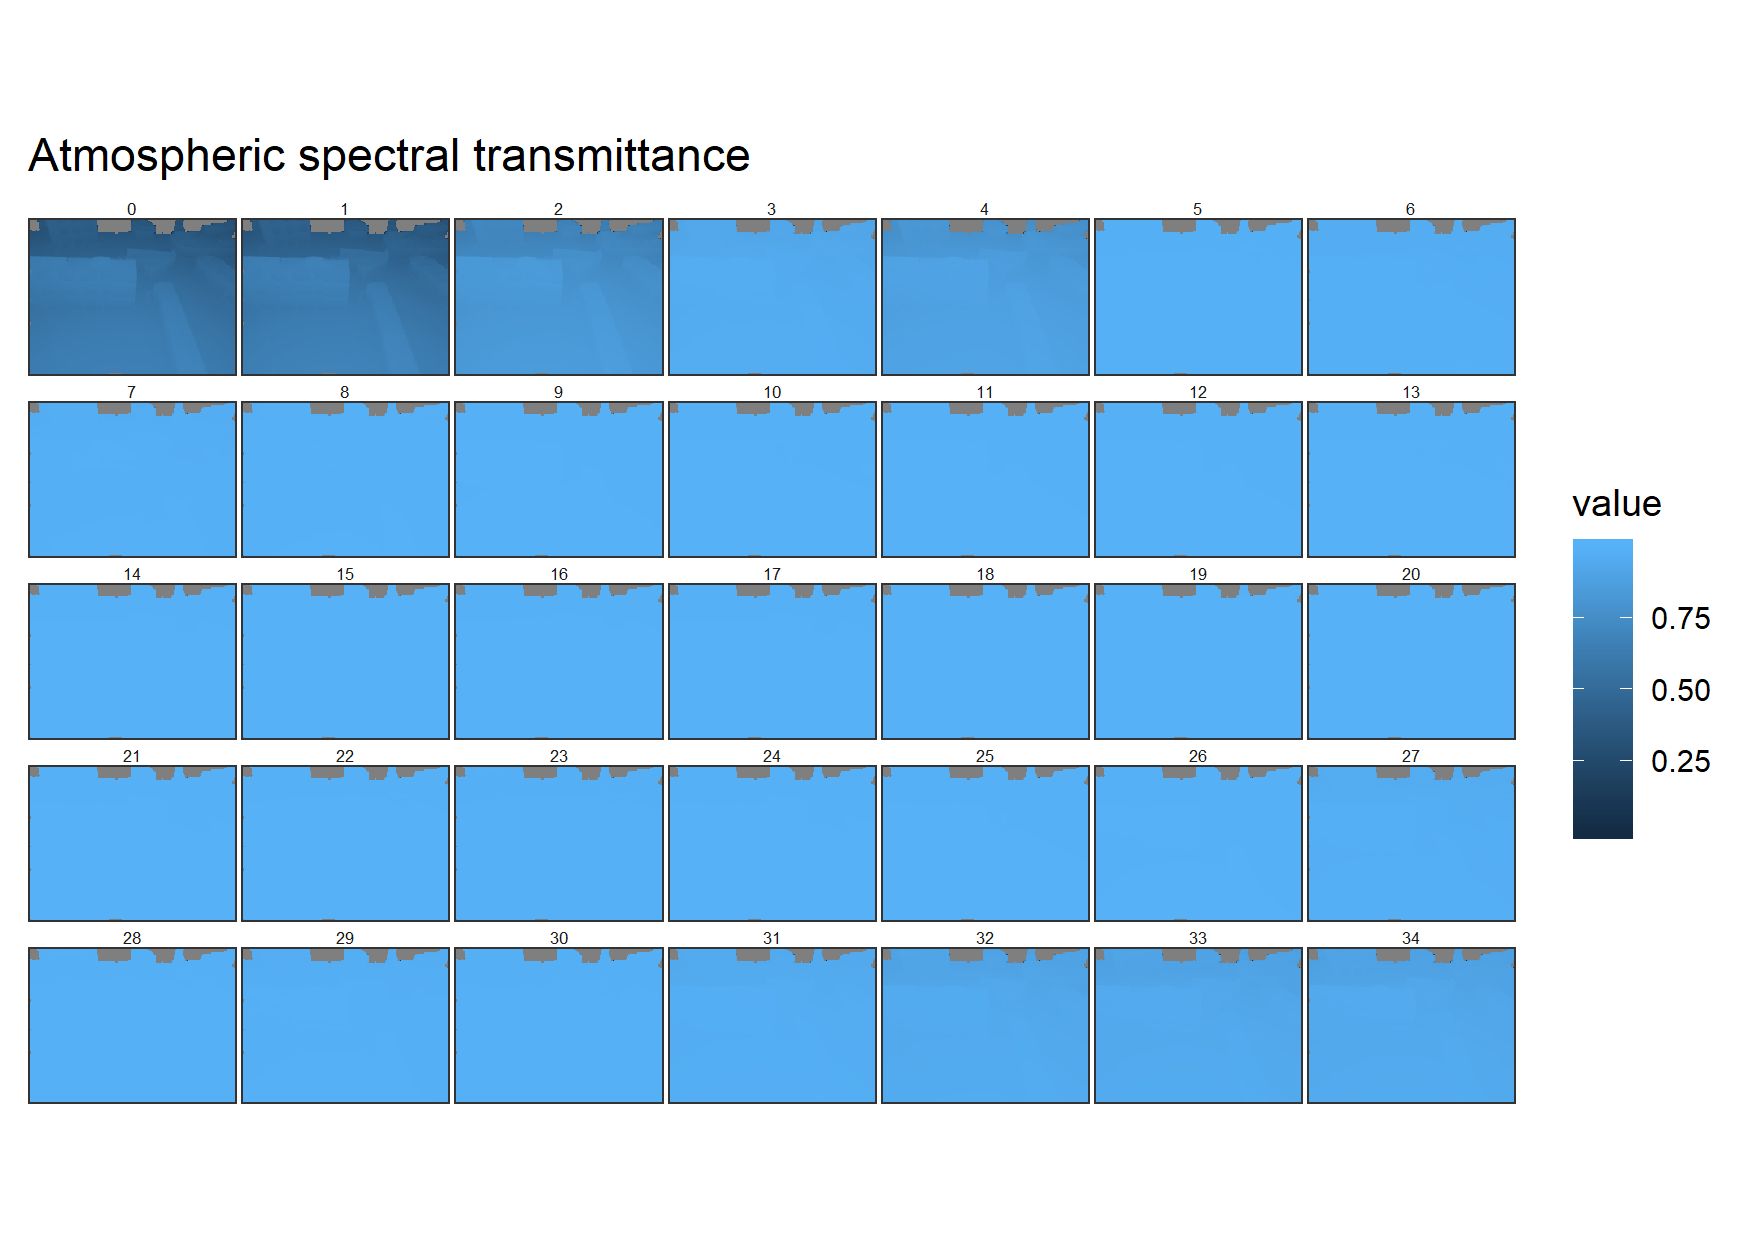 Atmospheric spectral transmittance
0 1 2 3 4 5 6
7 8 9 10 11 12 13
14 15 16 17 18 19 20
21 22 23 24 25 26 27
28 29 30 31 32 33 34
value
0.75
0.50
0.25